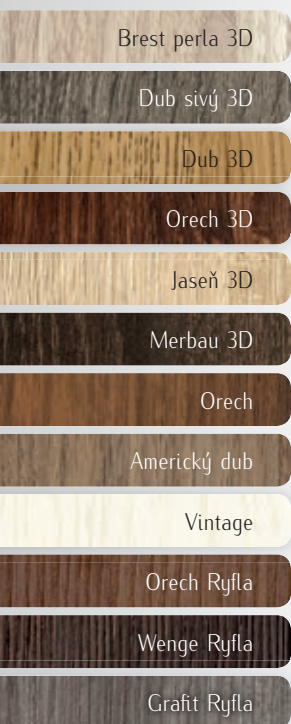 Brest perla 3D
Dub sivý 3D
Dub 3D
Orech 3D
Jaseň 3D
Merbau 3D
Orech
Americký dub
Vintage
Orech Ryfla
Wenge Ryfla
Grafit Ryfla